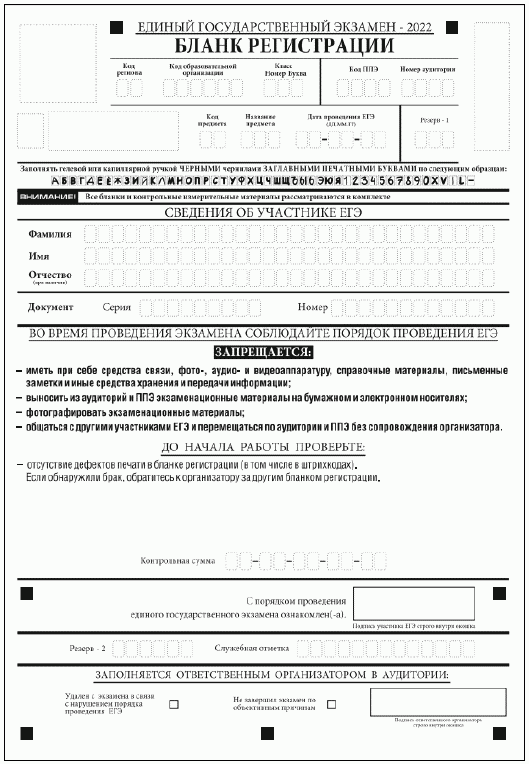 ЕДИНЫЙ ГОСУДАРСТВЕННЫЙ ЭКЗАМЕН - 2022
БЛАНК РЕГИСТРАЦИИ
Код региона
Код образовательной организации
Класс Номер Буква
Код ППЭ
Номер аудитории
Код предмета
Название предмета
Дата проведения ЕГЭ (ДД.ММ.ГГ)
Резерв - 1
Заполнять гелевой или капиллярной ручкой ЧЕРНЫМИ чернилами ЗАГЛАВНЫМИ ПЕЧАТНЫМИ БУКВАМИ по следующим образцам:
АБВГДЕЁЖЗИЙКЛМНОПРСТУФХЦЧШЩЪЫЬЭЮЯ1234567890XVIL-
ВНИМАНИЕ! Все бланки и контрольные измерительные материалы рассматриваются в комплекте
СВЕДЕНИЯ ОБ УЧАСТНИКЕ ЕГЭ
Фамилия
Имя
Отчество
(при наличии)
Документ Серия Номер
ВО ВРЕМЯ ПРОВЕДЕНИЯ ЭКЗАМЕНА СОБЛЮДАЙТЕ ПОРЯДОК ПРОВЕДЕНИЯ ЕГЭ
ЗАПРЕЩАЕТСЯ:
– иметь при себе средства связи, фото-, аудио- и видеоаппаратуру, справочные материалы, письменные
заметки и иные средства хранения и передачи информации;
– выносить из аудиторий и ППЭ экзаменационные материалы на бумажном и электронном носителях;
– фотографировать экзаменационные материалы;
– общаться с другими участниками ЕГЭ и перемещаться по аудитории и ППЭ без сопровождения организатора.
ДО НАЧАЛА РАБОТЫ ПРОВЕРЬТЕ:
– отсутствие дефектов печати в бланке регистрации (в том числе в штрихкодах).
Если обнаружили брак, обратитесь к организатору за другим бланком регистрации.
Контрольная сумма
С порядком проведения
единого государственного экзамена ознакомлен(-а).
Подпись участника ЕГЭ строго внутри окошка
Резерв - 2 Служебная отметка
ЗАПОЛНЯЕТСЯ ОТВЕТСТВЕННЫМ ОРГАНИЗАТОРОМ В АУДИТОРИИ:
Удален с экзамена в связи
с нарушением порядка
проведения ЕГЭ
Не завершил экзамен по
объективным причинам
Подпись ответственного организатора
строго внутри окошка